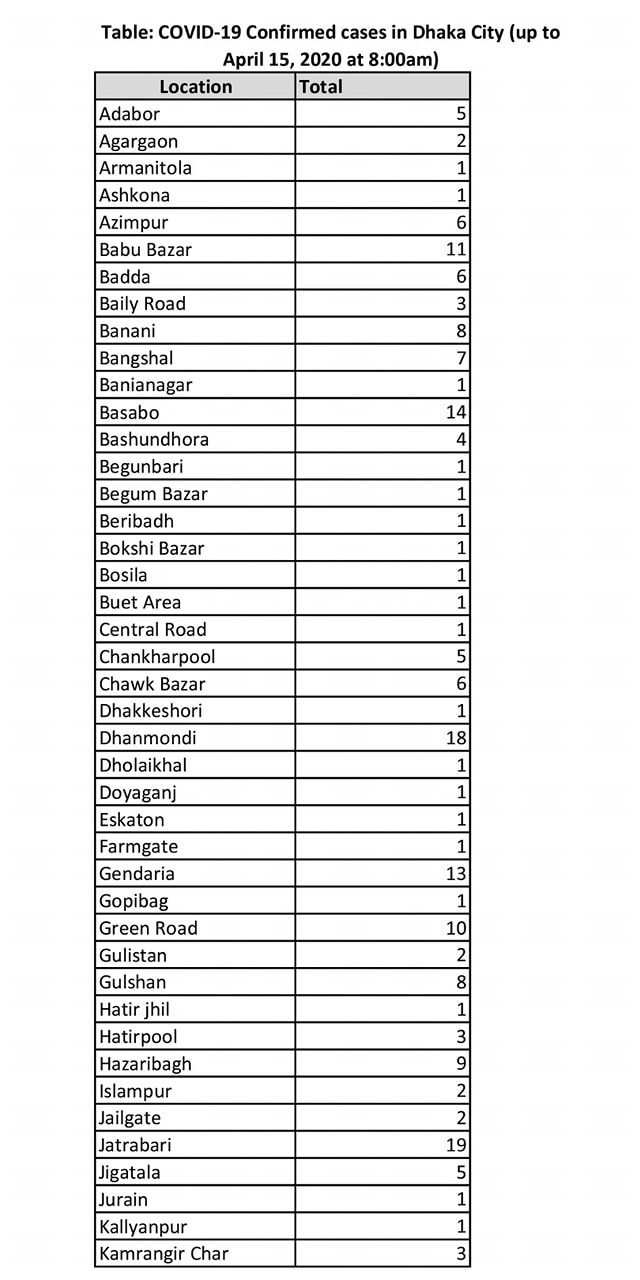 Table: COVID-19 Confirmed cases in Dhaka City (up to
April 15, 2020 at 8:00am)
Location Total
Adabor 5
Agargaon 2
Armanitola 1
Ashkona 1
Azimpur 6
Babu Bazar 11
Badda 6
Baily Road 3
Banani 8
Bangshal 7
Banianagar 1
Basabo 14
Bashundhora 4
Begunbari 1
Begum Bazar 1
Beribadh 1
Bokshi Bazar 1
Bosila 1
Buet Area 1
Central Road 1
Chankharpool 5
Chawk Bazar 6
Dhakkeshori 1
Dhanmondi 18
Dholaikhal 1
Doyaganj 1
Eskaton 1
Farmgate 1
Gendaria 13
Gopibag 1
Green Road 10
Gulistan 2
Gulshan 8
Hatir jhil 1
Hatirpool 3
Hazaribagh 9
Islampur 2
Jailgate 2
Jatrabari 19
Jigatala 5
Jurain 1
Kallyanpur 1
Kamrangir Char 3